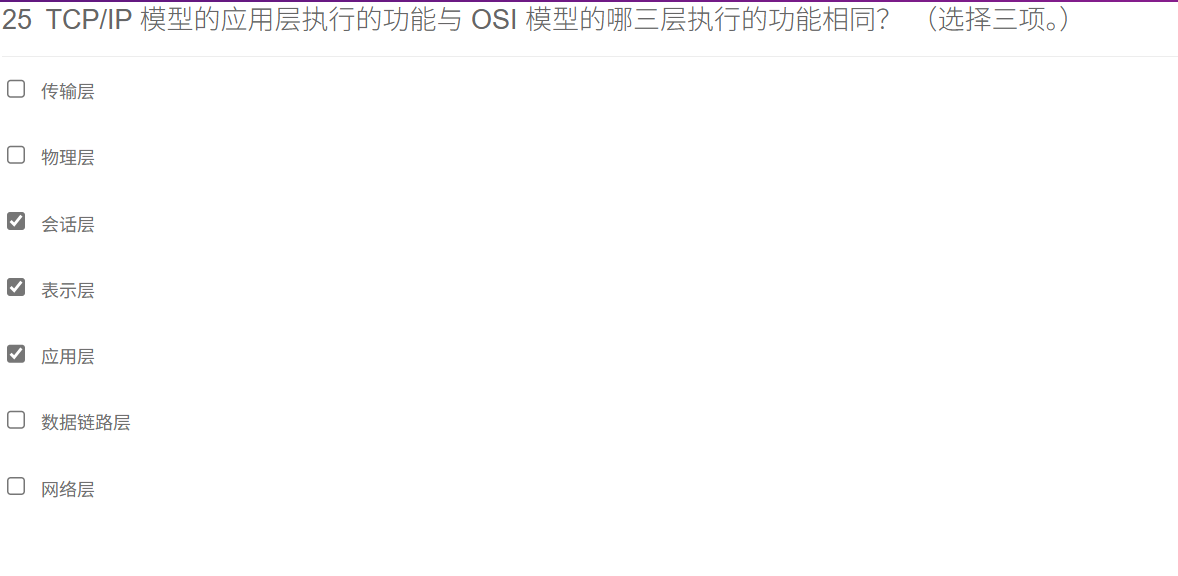 25 TCP/IP 模型的应用层执行的功能与 OSI 模型的哪三层执行的功能相同？ （选择三项。）
传输层
物理层
会话层
表示层
应用层
数据链路层
网络层